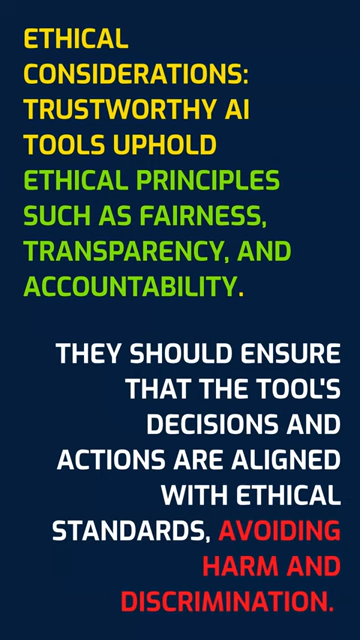 ETHICAL
CONSIDERATIONS:
TRUSTWORTHY AI
TOOLS UPHOLD
ETHICAL PRINCIPLES
SUCH AS FAIRNESS,
TRANSPARENCY, AND
ACCOUNTABILITY.
THEY SHOULD ENSURE
THAT THE TOOL'S
DECISIONS AND
ACTIONS ARE ALIGNED
WITH ETHICAL
STANDARDS, AVOIDING
HARM AND
DISCRIMINATION.